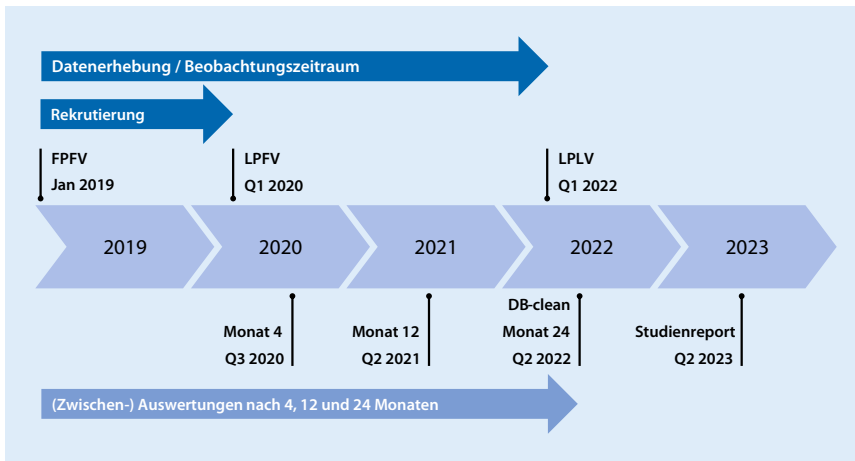 Datenerhebung / Beobachtungszeitraum
Rekrutierung
FPFV
Jan 2019
LPFV
Q1 2020
LPLV
Q1 2022
2019
2020
2021
2022
2023
Monat 4
Q3 2020
Monat 12
Q2 2021
DB-clean
Monat 24
Q2 2022
Studienreport
Q2 2023
(Zwischen-) Auswertungen nach 4, 12 und 24 Monaten